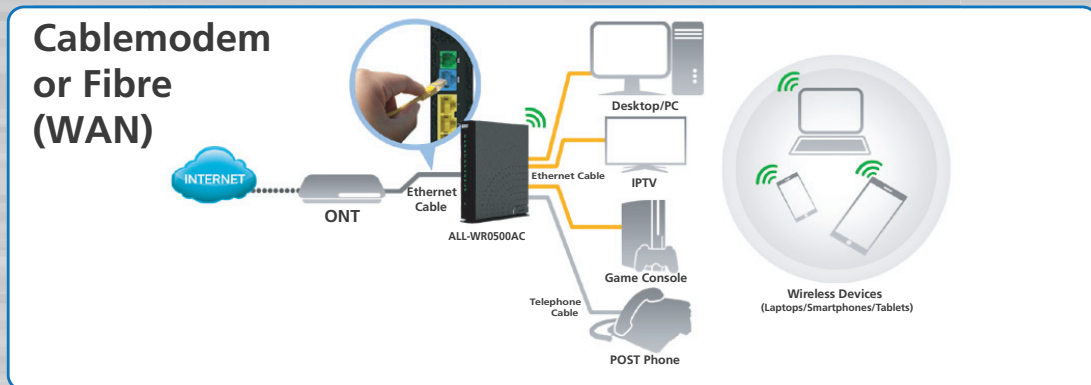 Cablemodem
or Fibre
(WAN)
INTERNET
ONT
Ethernet
Cable
ALL-WR0500AC
Ethernet Cable
Desktop/PC
IPTV
Game Console
Telephone
Cable
POST Phone
Wireless Devices
(Laptops/Smartphones/Tablets)